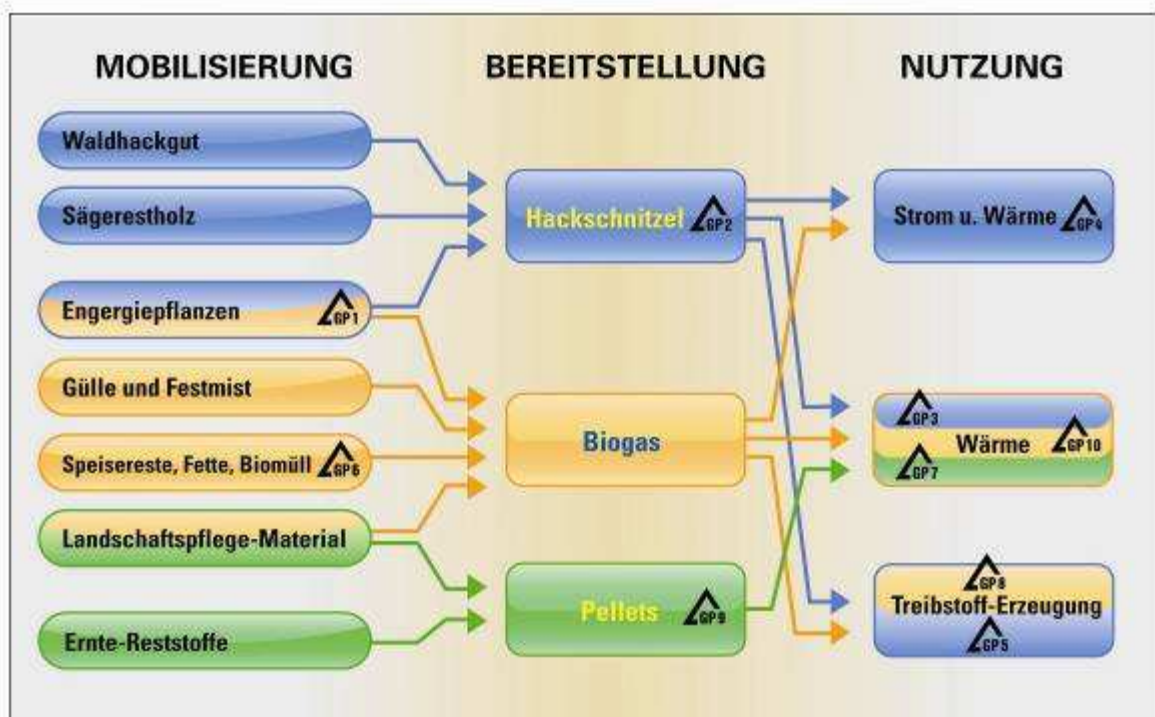 MOBILISIERUNG BEREITSTELLUNG NUTZUNG
Waldhackgut
Sägerestholz
Engergiepflanzen GP1
Gülle und Festmist
Speisereste, Fette, Biomüll GP6
Landschaftspflege-Material
Ernte-Reststoffe
Hackschnitzel GP2
Biogas
Pellets GP9
Strom u. Wärme GP4
GP3
Wärme GP10
GP7
GP8
Treibstoff-Erzeugung
GP5